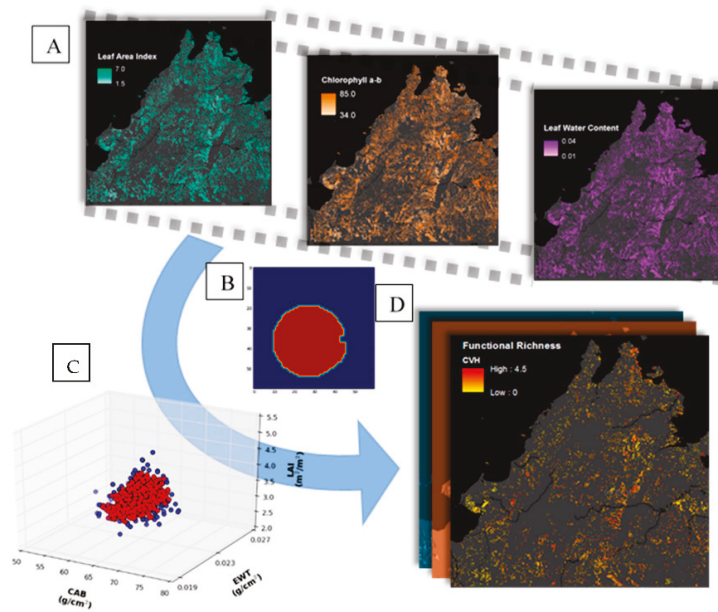 A
Leaf Area Index
7.0
1.5
Chlorophyll a-b
85.0
34.0
Leaf Water Content
0.04
0.01
B
D
C
Functional Richness
CVH
High : 4.5
Low : 0
5.5
5.0
4.5
4.0
3.5
3.0
2.5
2.0
LAI
(m²/m²)
50
55
60
65
70
75
80
CAB
(g/cm²)
0.019
0.023
0.027
EWT
(g/cm²)